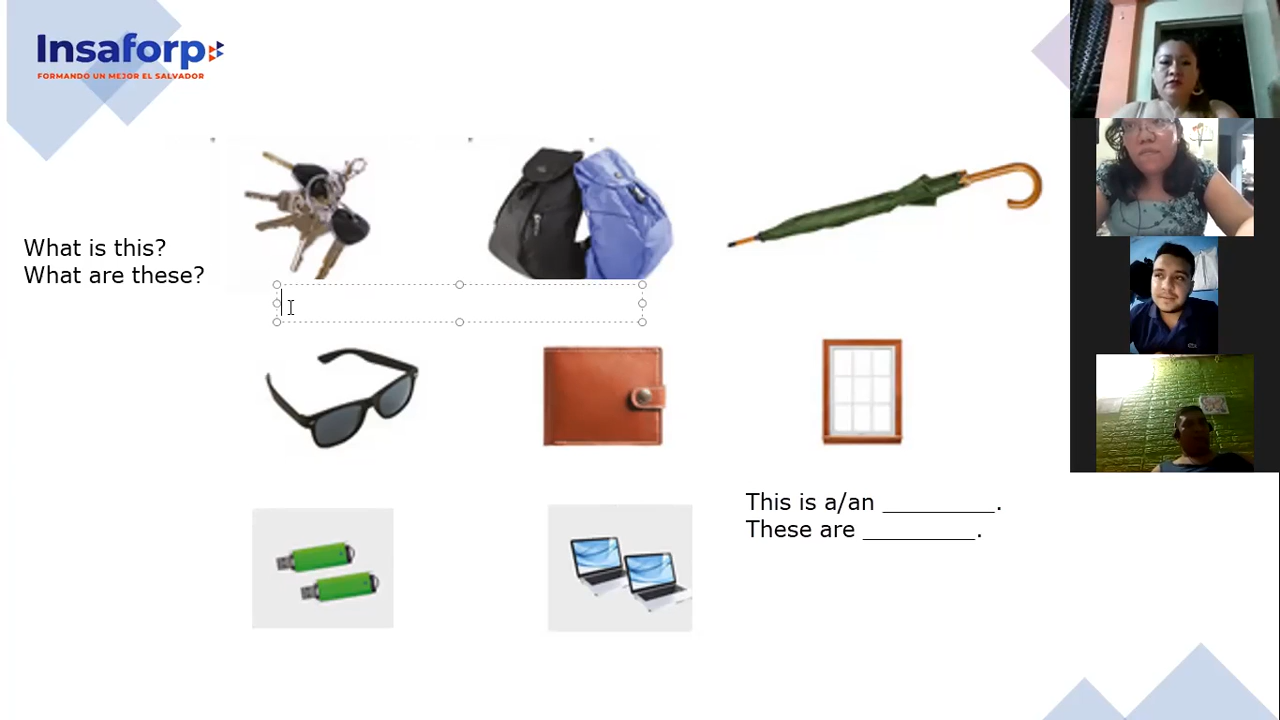 Insaforp
FORMANDO UN MEJOR EL SALVADOR
What is this?
What are these?
This is a/an _________.
These are _________.